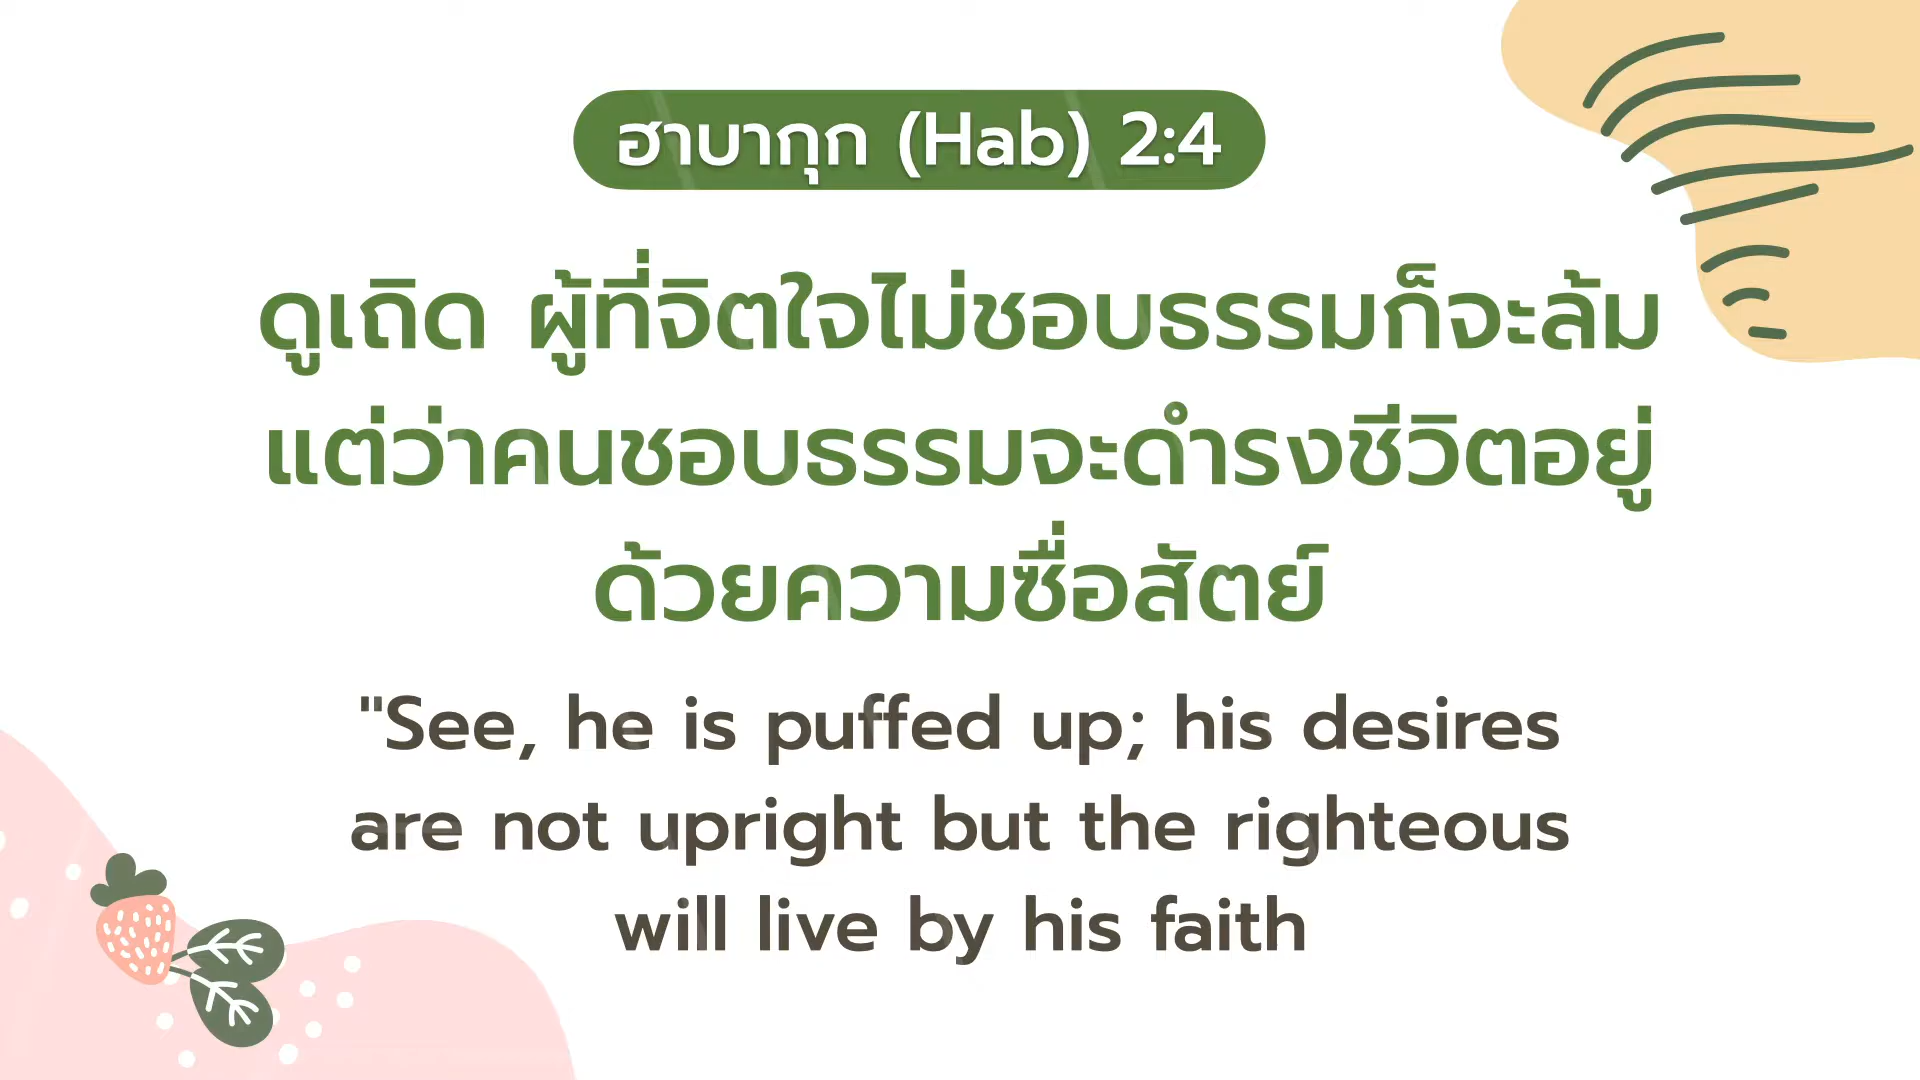 ฮาบากุก (Hab) 2:4
ดูเถิด ผู้ที่จิตใจไม่ชอบธรรมก็จะล้ม
แต่ว่าคนชอบธรรมจะดำรงชีวิตอยู่
ด้วยความซื่อสัตย์
"See, he is puffed up; his desires
are not upright but the righteous
will live by his faith